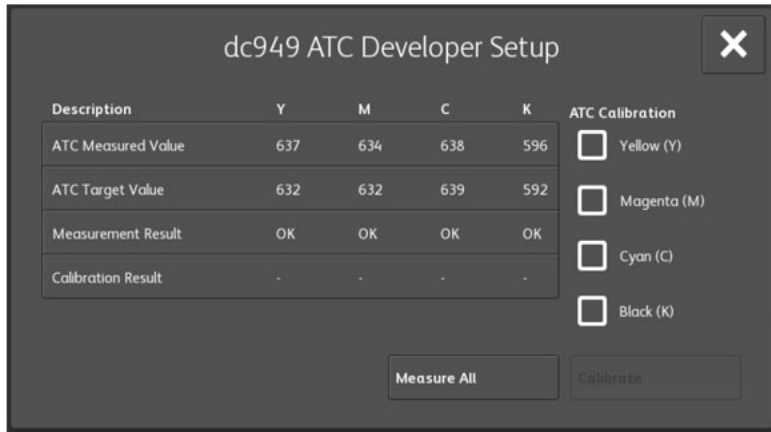 dc949 ATC Developer Setup
Description Y M C K
ATC Measured Value 637 634 638 596
ATC Target Value 632 632 639 592
Measurement Result OK OK OK OK
Calibration Result - - - -
ATC Calibration
Yellow (Y)
Magenta (M)
Cyan (C)
Black (K)
Measure All
Calibrate